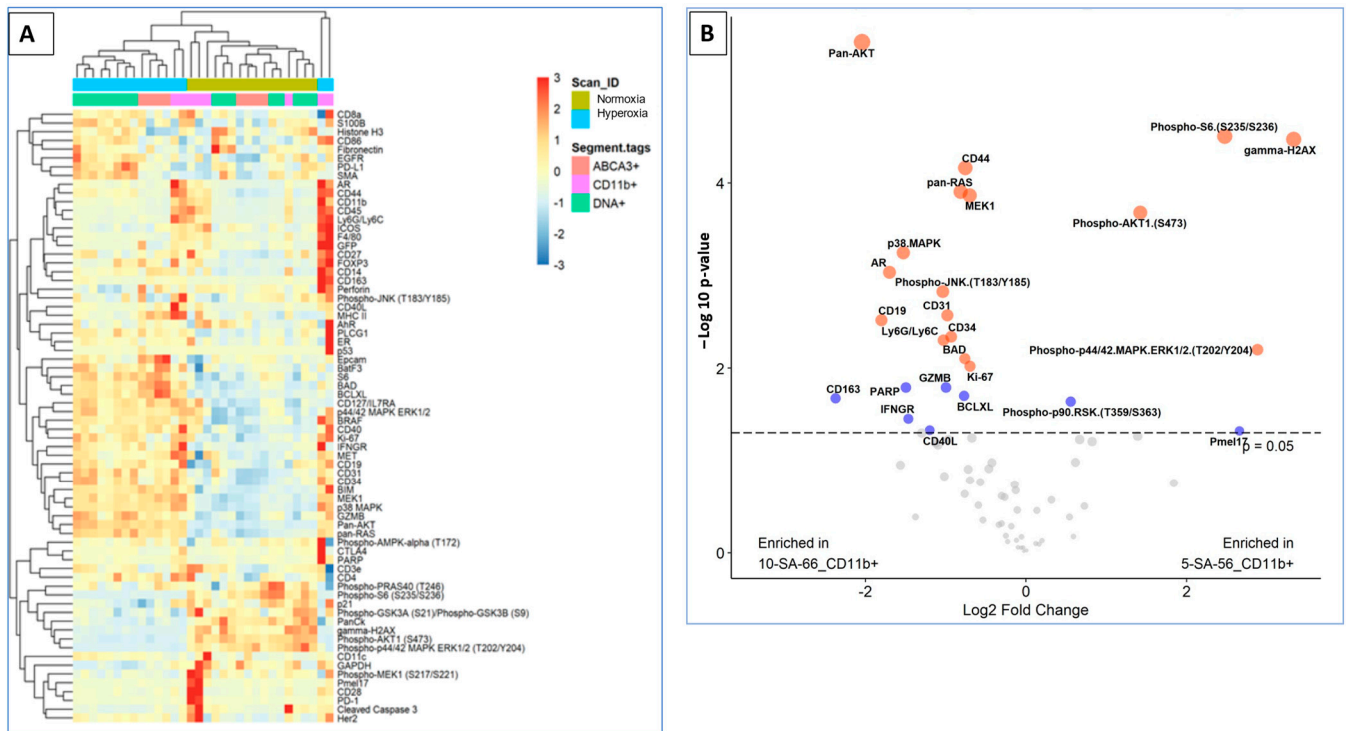 A
3
2
1
0
-1
-2
-3
Scan_ID
Normoxia
Hyperoxia
Segment.tags
ABCA3+
CD11b+
DNA+
CD8a
S100B
Histone H3
CD86
Fibronectin
EGFR
PD-L1
SMA
AR
CD44
CD11b
CD45
Ly6G/Ly6C
ICOS
F4/80
GFP
CD27
FOXP3
CD14
CD163
Perforin
Phospho-JNK (T183/Y185)
CD40L
MHC II
AhR
PLCG1
ER
p53
Epcam
BatF3
S6
BAD
BCLXL
CD127/IL7RA
p44/42 MAPK ERK1/2
BRAF
CD40
Ki-67
IFNGR
MET
CD19
CD31
CD34
BIM
MEK1
p38 MAPK
GZMB
Pan-AKT
pan-RAS
Phospho-AMPK-alpha (T172)
CTLA4
PARP
CD3e
CD4
Phospho-PRAS40 (T246)
Phospho-S6 (S235/S236)
p21
Phospho-GSK3A (S21)/Phospho-GSK3B (S9)
PanCk
gamma-H2AX
Phospho-AKT1 (S473)
Phospho-p44/42 MAPK ERK1/2 (T202/Y204)
CD11c
GAPDH
Phospho-MEK1 (S217/S221)
Pmel17
CD28
PD-1
Cleaved Caspase 3
Her2
B
Pan-AKT
Phospho-S6.(S235/S236)
gamma-H2AX
CD44
pan-RAS
MEK1
Phospho-AKT1.(S473)
p38.MAPK
AR
Phospho-JNK.(T183/Y185)
CD19
CD31
Ly6G/Ly6C
CD34
BAD
Phospho-p44/42.MAPK.ERK1/2.(T202/Y204)
Ki-67
GZMB
CD163
PARP
BCLXL
IFNGR
Phospho-p90.RSK.(T359/S363)
CD40L
Pmel17
p = 0.05
4
2
0
−Log 10 p-value
Enriched in
10-SA-66_CD11b+
Enriched in
5-SA-56_CD11b+
-2
0
2
Log2 Fold Change